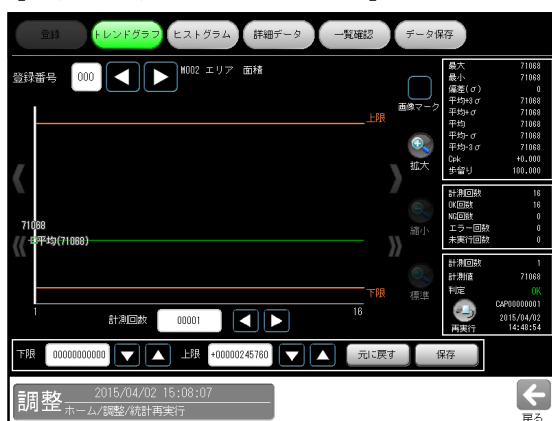 登録 トレンドグラフ ヒストグラム 詳細データ 一覧確認 データ保存
登録番号 000 M002 エリア 面積
画像マーク
上限
拡大
縮小
標準
71068
平均(71068)
下限
1 16
計測回数 00001
最大 71068
最小 71068
偏差(σ) 0
平均+3σ 71068
平均+σ 71068
平均 71068
平均-σ 71068
平均-3σ 71068
Cpk +0.000
歩留り 100.000
計測回数 16
OK回数 16
NG回数 0
エラー回数 0
未実行回数 0
計測回数 1
計測値 71068
判定 OK
CAP00000001
2015/04/02
14:48:54
再実行
下限 00000000000 上限 +00000245760 元に戻す 保存
調整 2015/04/02 15:08:07
ホーム/調整/統計再実行
戻る